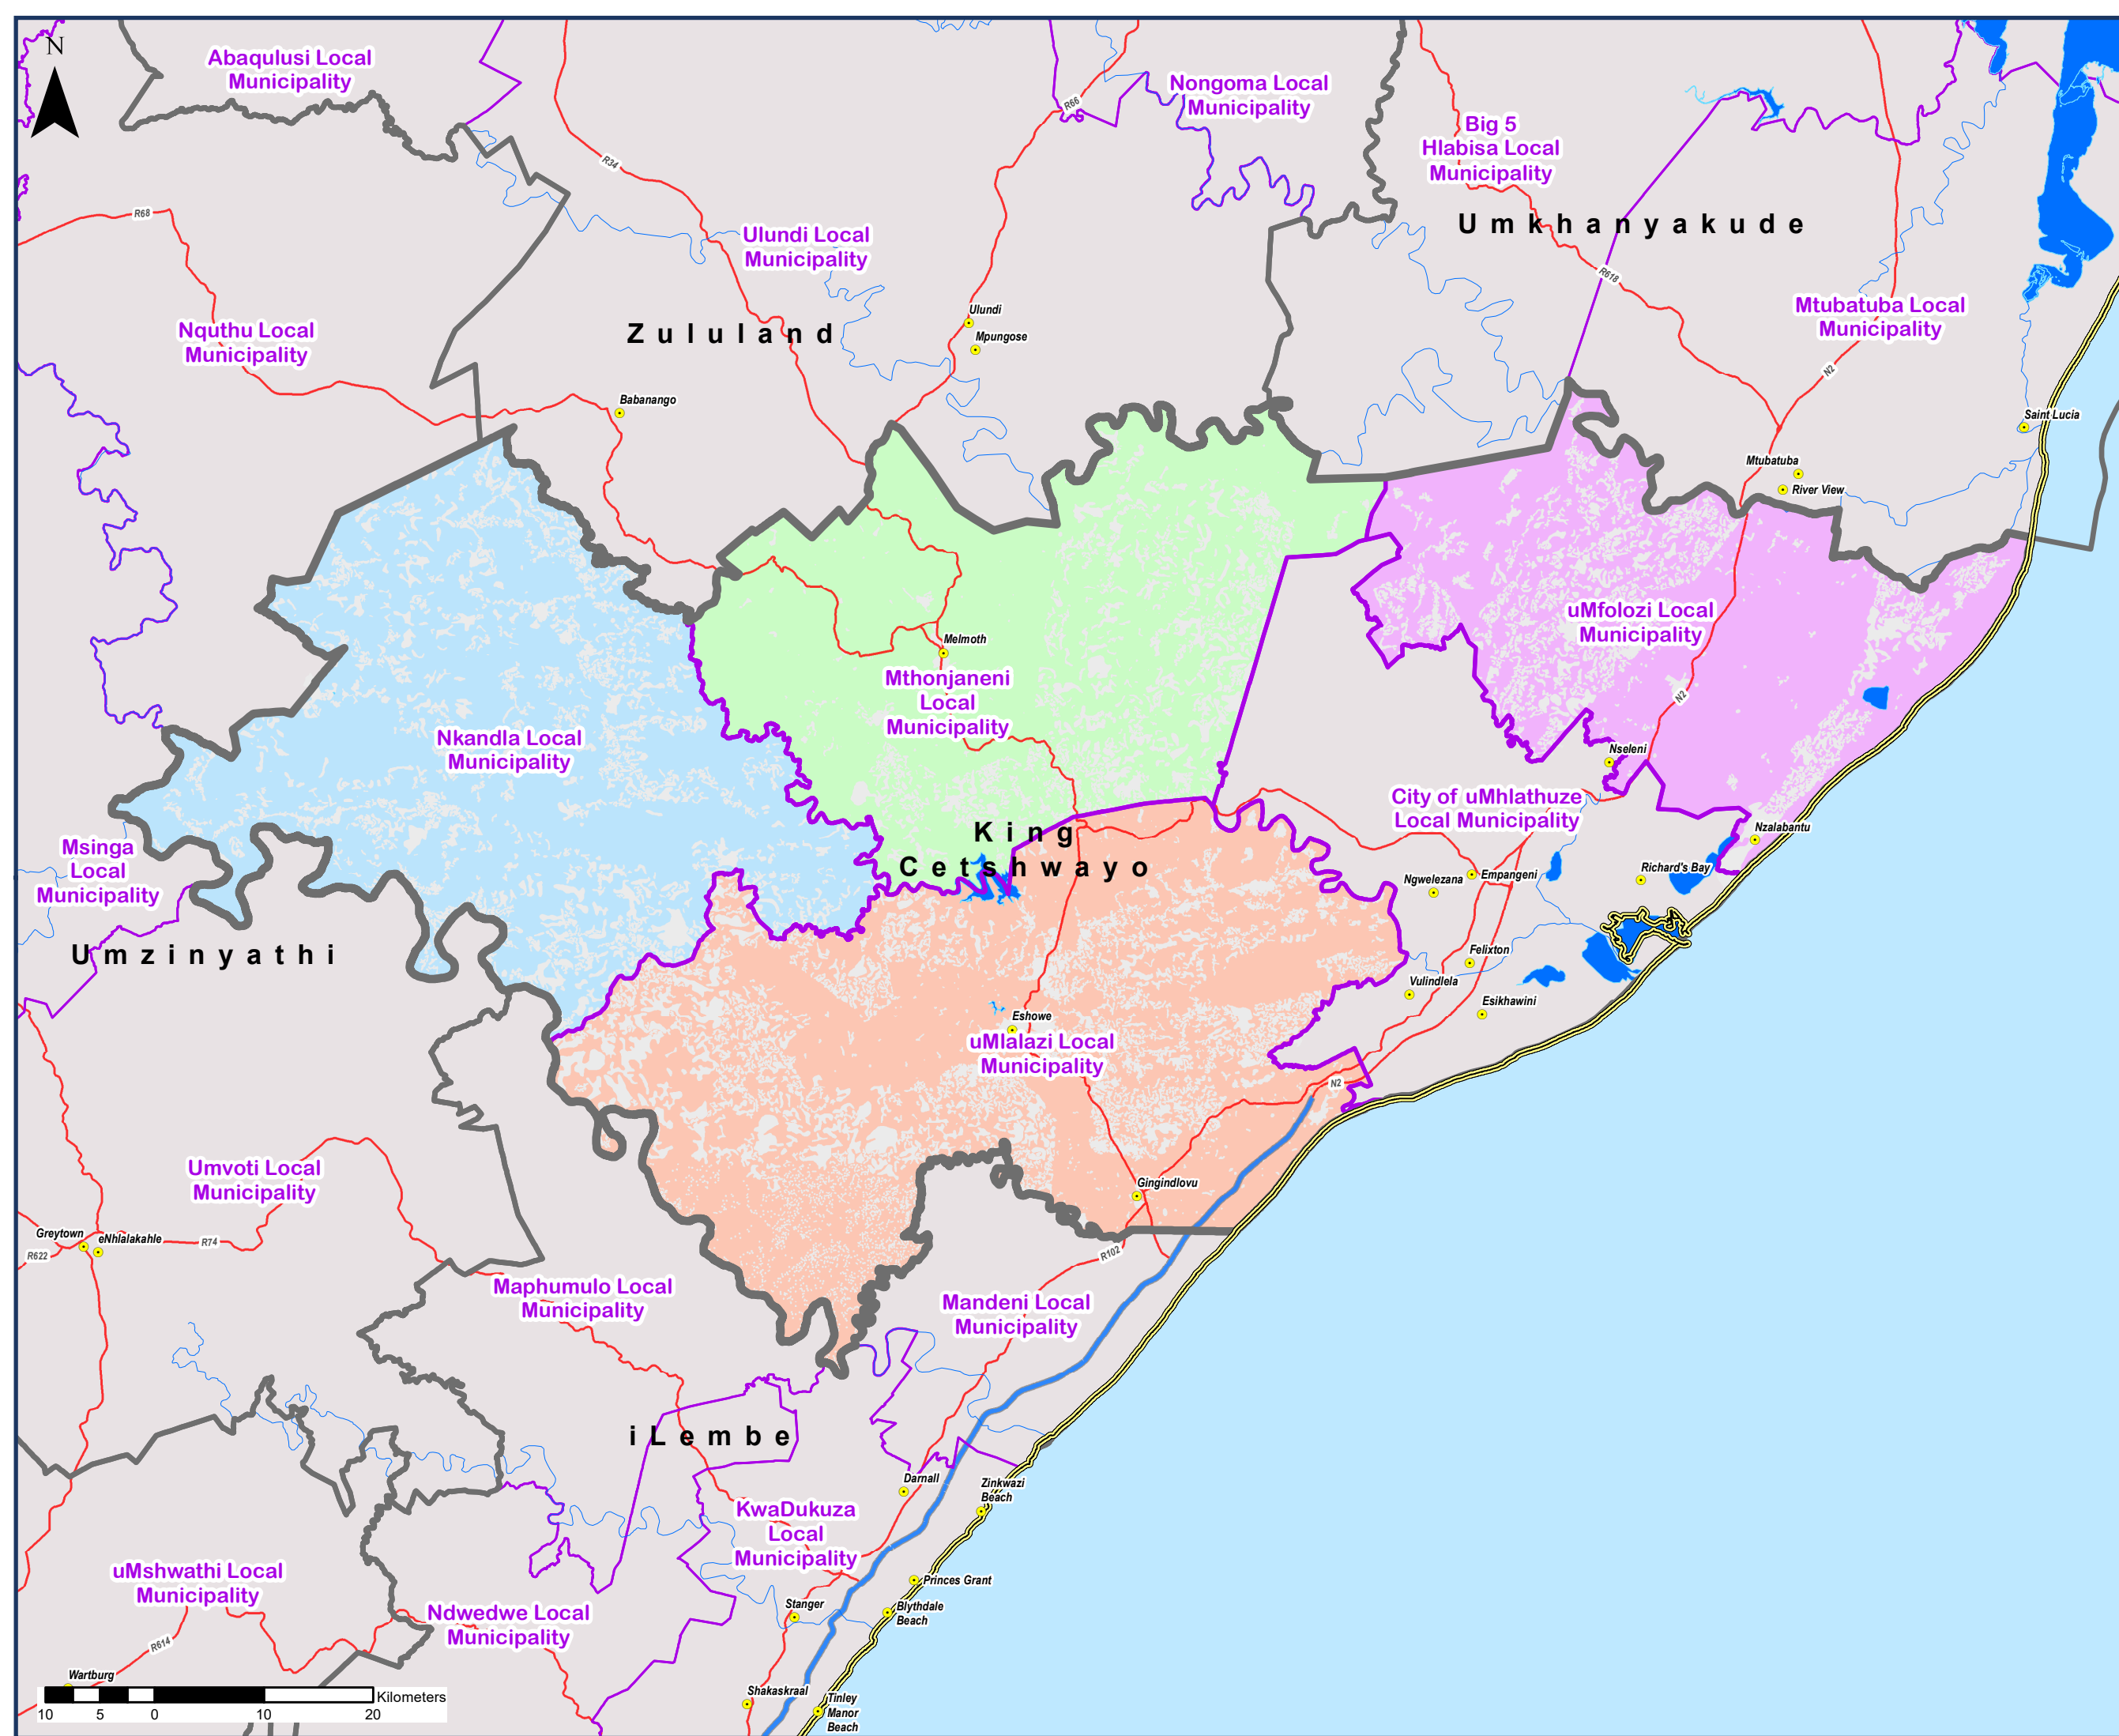 N
Abaqulusi Local
Municipality
Nongoma Local
Municipality
R66
Big 5
Hlabisa Local
Municipality
R34
R68
Umkhanyakude
Ulundi Local
Municipality
R618
Mtubatuba Local
Municipality
Ulundi
Mpungose
Zululand
Nquthu Local
Municipality
N2
Babanango
Saint Lucia
Mtubatuba
River View
uMfolozi Local
Municipality
Melmoth
Mthonjaneni
Local
Municipality
N2
Nkandla Local
Municipality
Nseleni
City of uMhlathuze
Local Municipality
Nzalabantu
King
Cetshwayo
Msinga
Local
Municipality
Richard's Bay
Empangeni
Ngwelezana
Umzinyathi
Felixton
Vulindlela
Esikhawini
Eshowe
uMlalazi Local
Municipality
N2
Umvoti Local
Municipality
Gingindlovu
Greytown
eNhlalakahle
R74
R622
R102
Maphumulo Local
Municipality
Mandeni Local
Municipality
iLembe
Darnall
Zinkwazi
Beach
KwaDukuza
Local
Municipality
uMshwathi Local
Municipality
Princes Grant
Stanger
Blythdale
Beach
Ndwedwe Local
Municipality
R614
Wartburg
Shakaskraal
Tinley
Manor
Beach
Kilometers
10 5 0 10 20